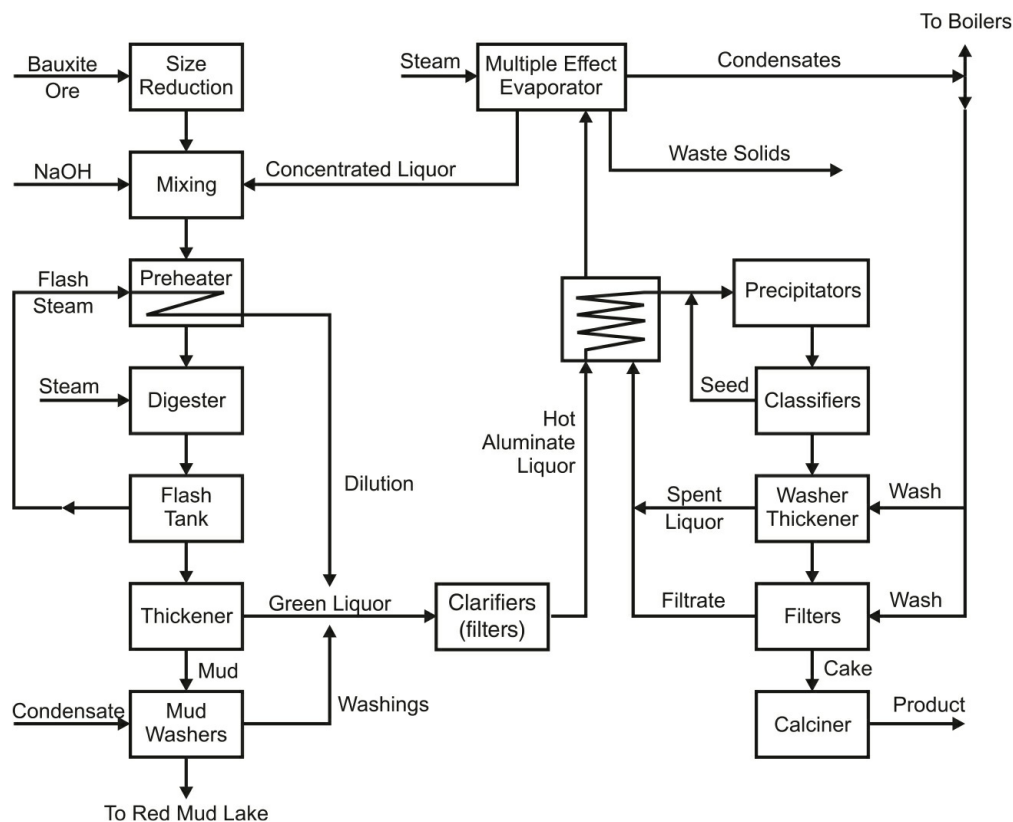 To Boilers
Bauxite
Ore
Size
Reduction
Steam
Multiple Effect
Evaporator
Condensates
Waste Solids
NaOH
Mixing
Concentrated Liquor
Flash
Steam
Preheater
Precipitators
Steam
Digester
Seed
Classifiers
Hot
Aluminate
Liquor
Dilution
Flash
Tank
Spent
Liquor
Washer
Thickener
Wash
Thickener
Green Liquor
Clarifiers
(filters)
Filtrate
Filters
Wash
Mud
Cake
Condensate
Mud
Washers
Washings
Calciner
Product
To Red Mud Lake